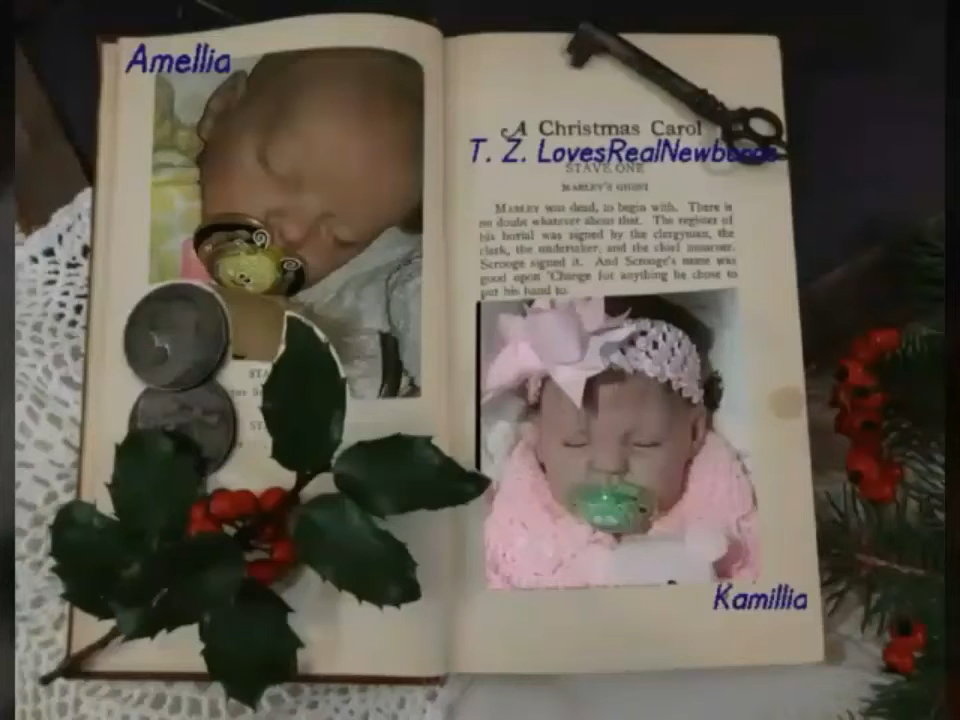 Amellia
A Christmas Carol
T. Z. LovesRealNewborns
STAVE ONE
MARLEY'S GHOST
MARLEY was dead, to begin with. There is
no doubt whatever about that. The register of
his burial was signed by the clergyman, the
clerk, the undertaker, and the chief mourner.
Scrooge signed it. And Scrooge's name was
good upon 'Change for anything he chose to
put his hand to.
Kamillia